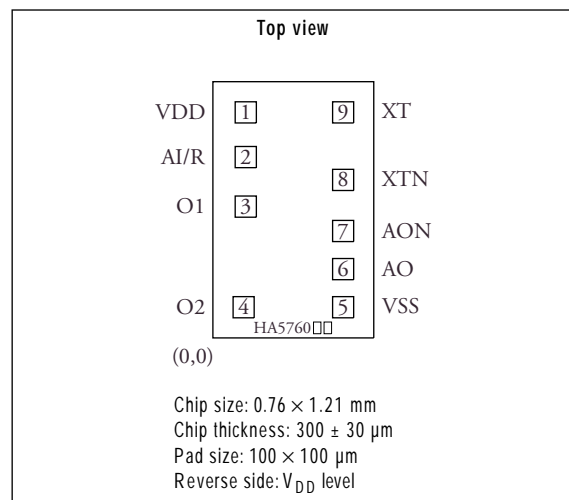 Top view
VDD 1 9 XT
AI/R 2
8 XTN
O1 3
7 AON
6 AO
O2 4 5 VSS
HA5760□□
(0,0)
Chip size: 0.76 × 1.21 mm
Chip thickness: 300 ± 30 μm
Pad size: 100 × 100 μm
Reverse side: VDD level